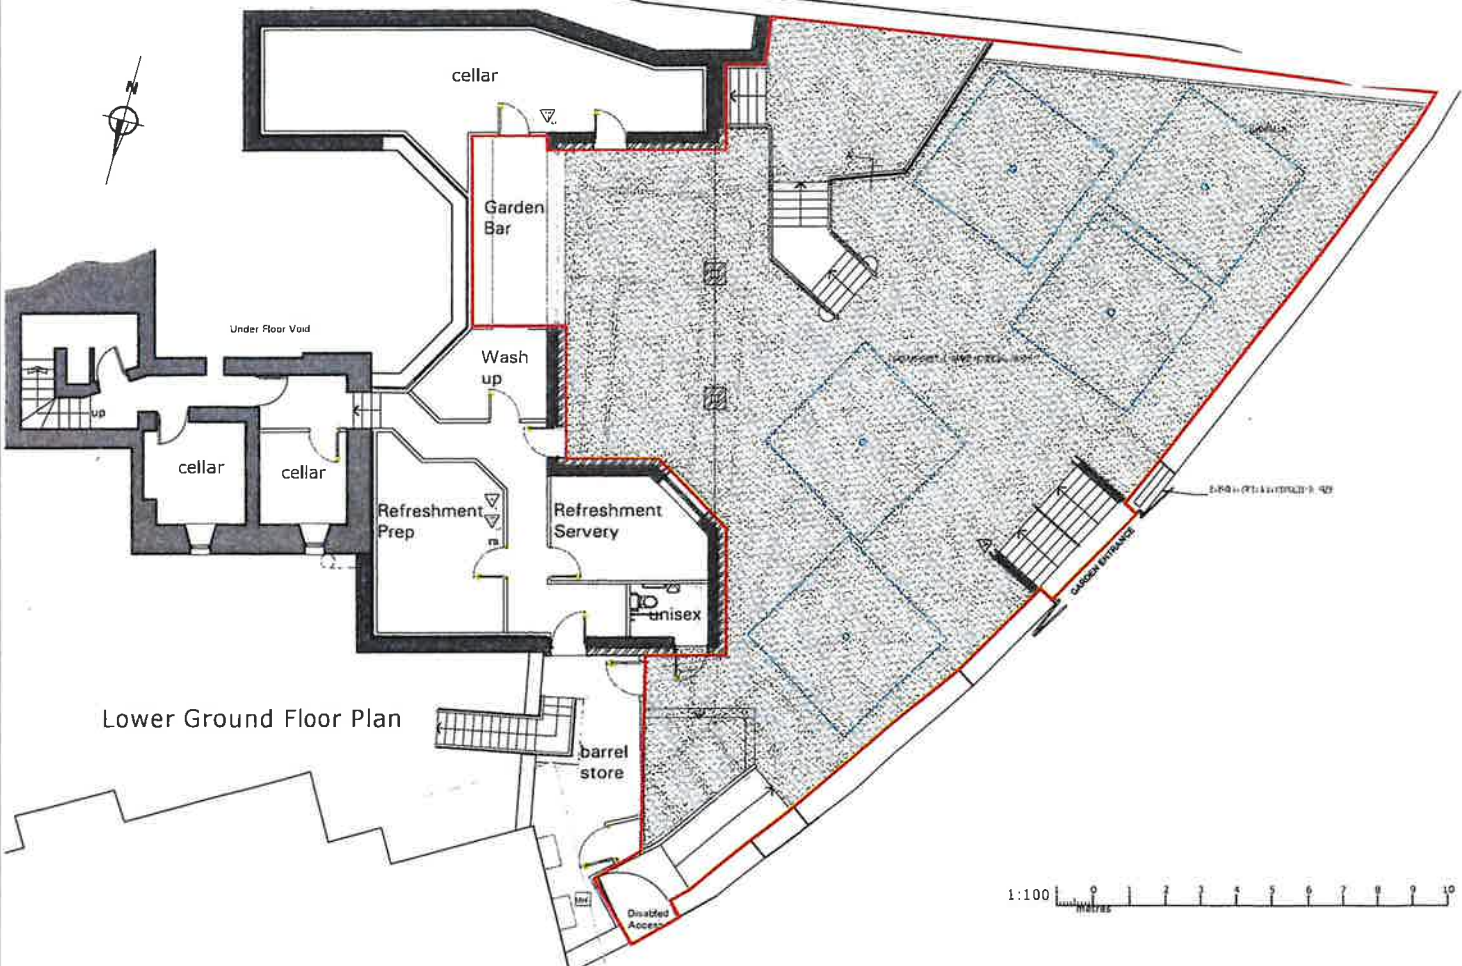 N
cellar
Garden
Bar
Under Floor Void
Wash
up
up
cellar
cellar
Refreshment
Prep
Refreshment
Servery
unisex
GARDEN ENTRANCE
Lower Ground Floor Plan
barrel
store
MH
Disabled
Access
1:100
0 1 2 3 4 5 6 7 8 9 10
metres